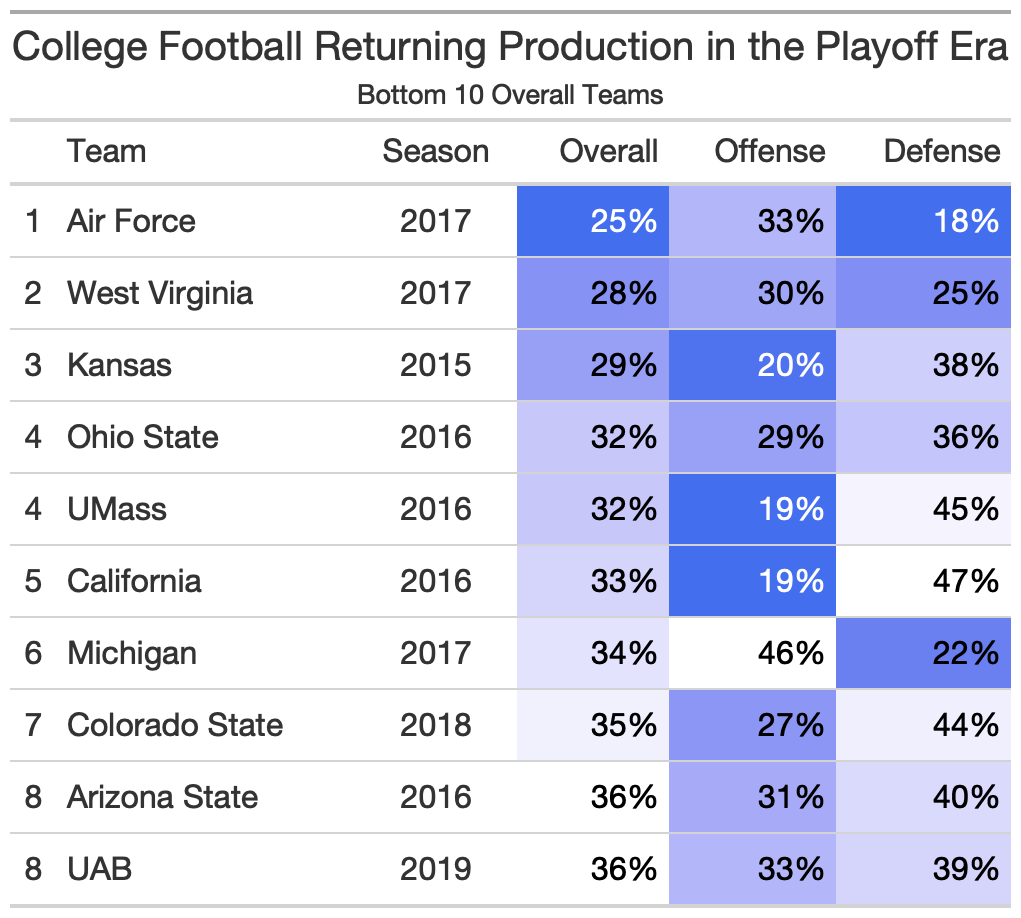 College Football Returning Production in the Playoff Era
Bottom 10 Overall Teams
Team Season Overall Offense Defense
1 Air Force 2017 25% 33% 18%
2 West Virginia 2017 28% 30% 25%
3 Kansas 2015 29% 20% 38%
4 Ohio State 2016 32% 29% 36%
4 UMass 2016 32% 19% 45%
5 California 2016 33% 19% 47%
6 Michigan 2017 34% 46% 22%
7 Colorado State 2018 35% 27% 44%
8 Arizona State 2016 36% 31% 40%
8 UAB 2019 36% 33% 39%